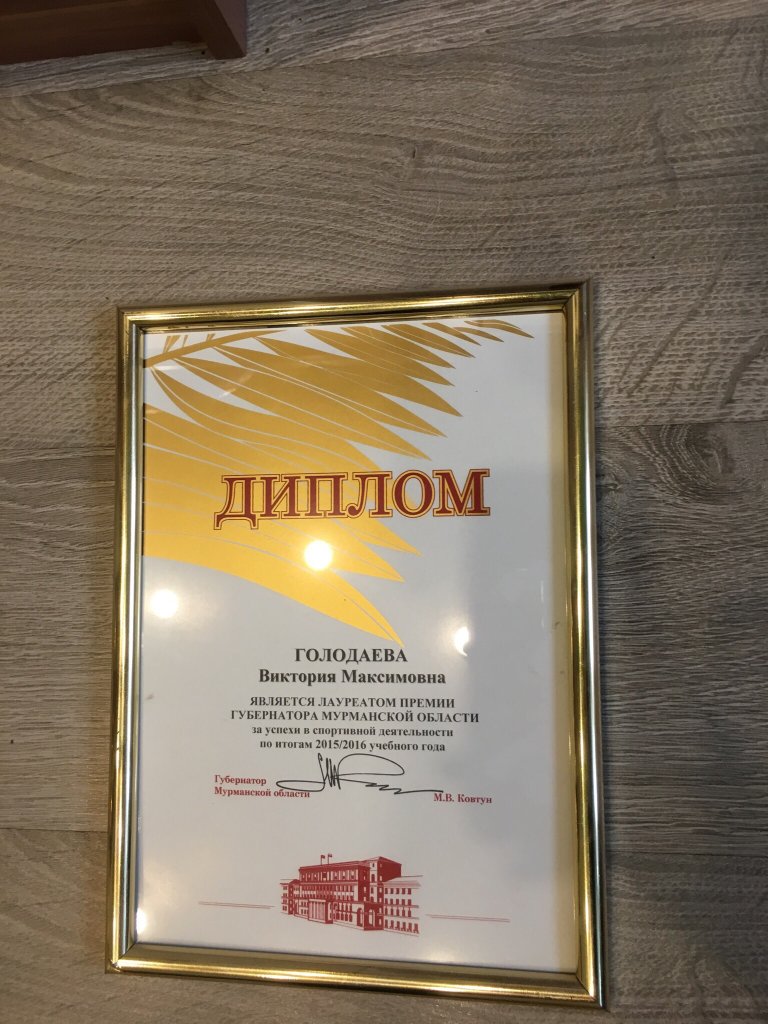 ДИПЛОМ
ГОЛОДАЕВА
Виктория Максимовна
ЯВЛЯЕТСЯ ЛАУРЕАТОМ ПРЕМИИ
ГУБЕРНАТОРА МУРМАНСКОЙ ОБЛАСТИ
за успехи в спортивной деятельности
по итогам 2015/2016 учебного года
Губернатор
Мурманской области
М.В. Ковтун